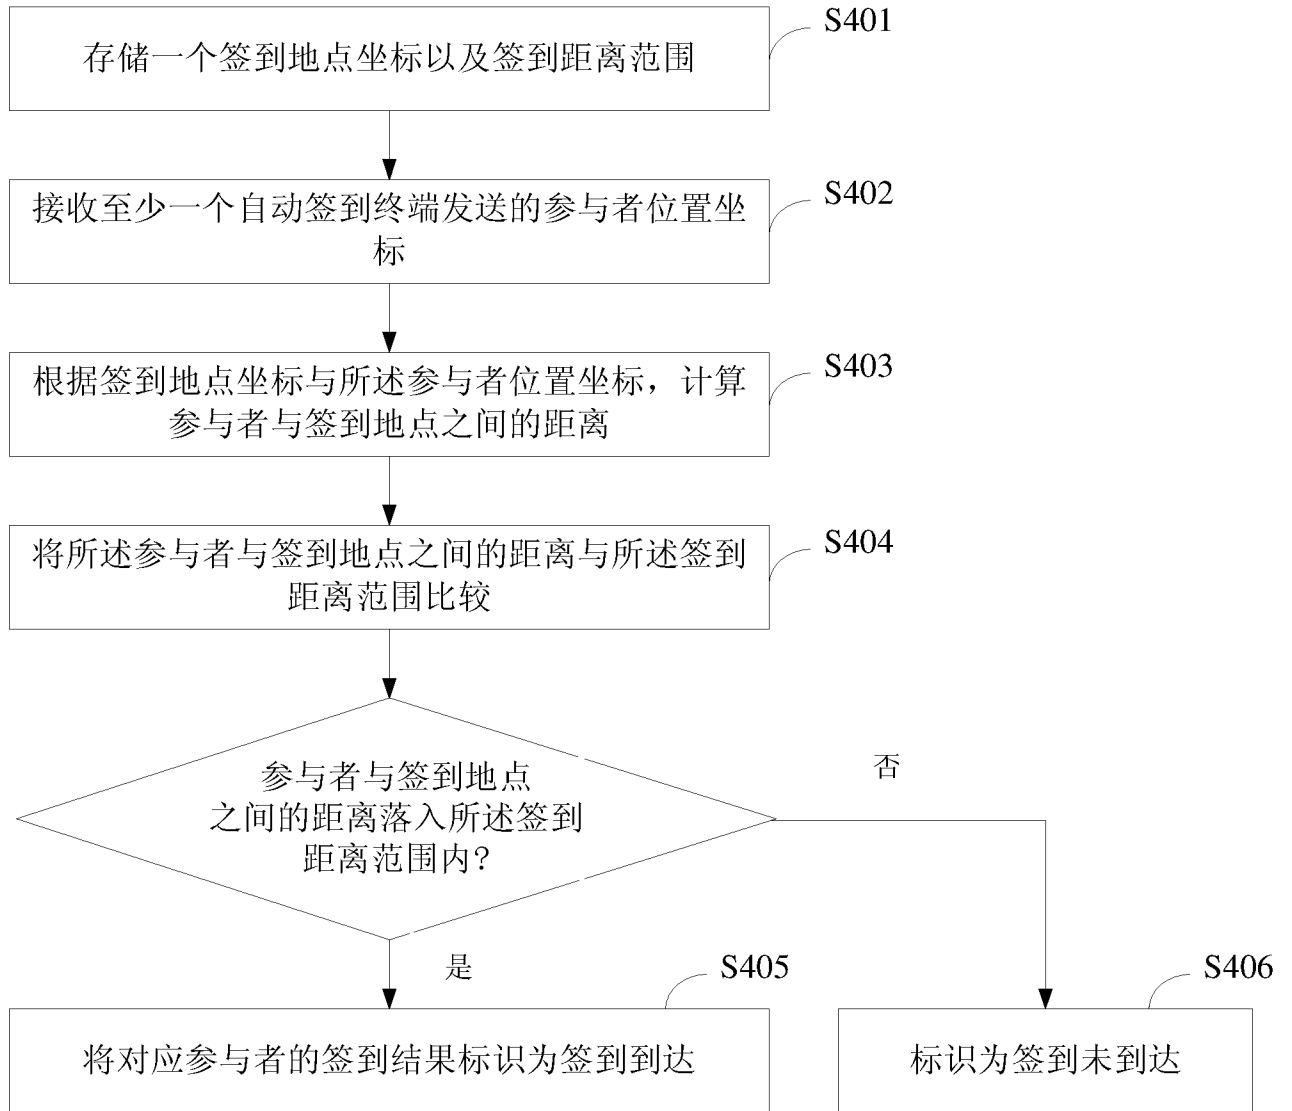 S401
存储一个签到地点坐标以及签到距离范围
S402
接收至少一个自动签到终端发送的参与者位置坐
标
S403
根据签到地点坐标与所述参与者位置坐标，计算
参与者与签到地点之间的距离
S404
将所述参与者与签到地点之间的距离与所述签到
距离范围比较
参与者与签到地点
之间的距离落入所述签到
距离范围内?
否
是
S405
S406
将对应参与者的签到结果标识为签到到达
标识为签到未到达